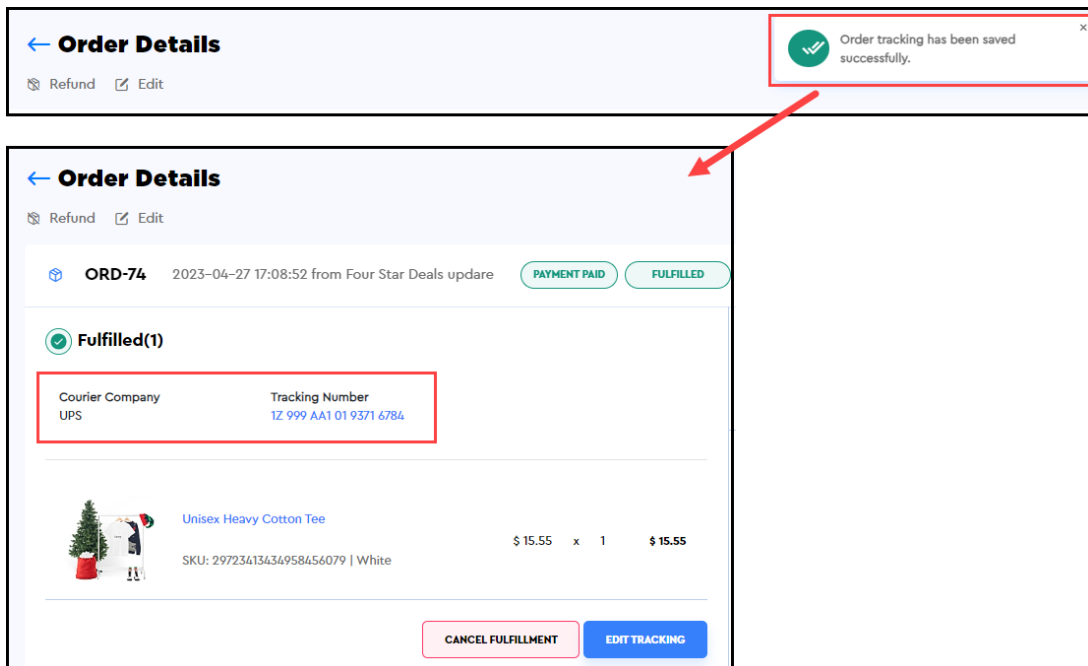 ← Order Details
Order tracking has been saved
successfully.
×
Refund Edit
← Order Details
Refund Edit
ORD-74 2023-04-27 17:08:52 from Four Star Deals updare PAYMENT PAID FULFILLED
Fulfilled(1)
Courier Company Tracking Number
UPS 1Z 999 AA1 01 9371 6784
Unisex Heavy Cotton Tee
$ 15.55 x 1 $ 15.55
SKU: 29723413434958456079 | White
CANCEL FULFILLMENT EDIT TRACKING